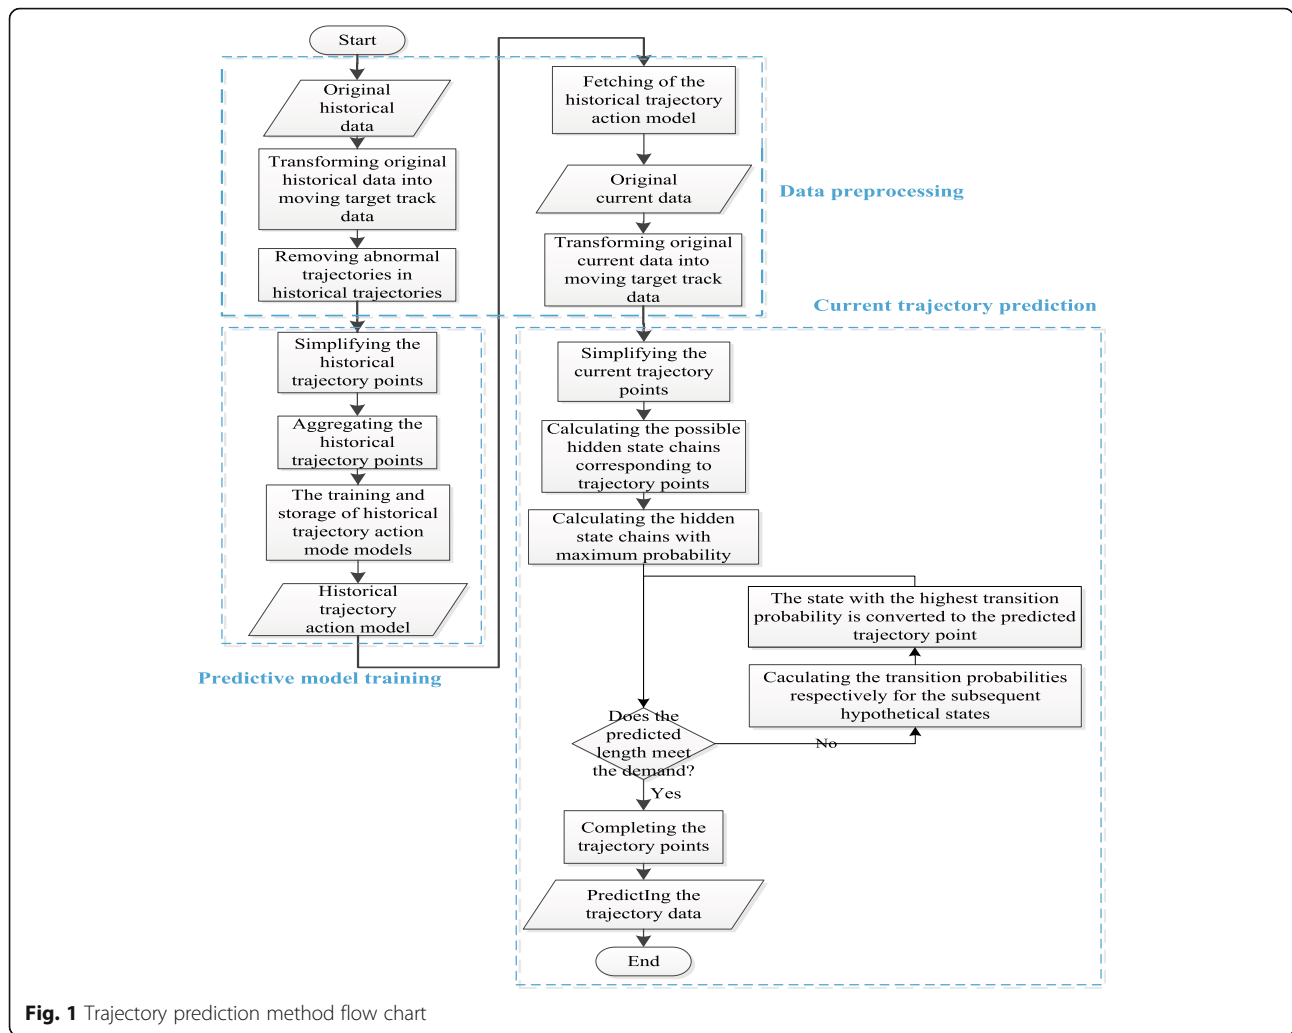 Start
Original
historical
data
Transforming original
historical data into
moving target track
data
Removing abnormal
trajectories in
historical trajectories
Simplifying the
historical
trajectory points
Aggregating the
historical
trajectory points
The training and
storage of historical
trajectory action
mode models
Historical
trajectory
action model
Predictive model training
Fetching of the
historical trajectory
action model
Original
current data
Transforming original
current data into
moving target track
data
Data preprocessing
Current trajectory prediction
Simplifying the
current trajectory
points
Calculating the possible
hidden state chains
corresponding to
trajectory points
Calculating the hidden
state chains with
maximum probability
The state with the highest transition
probability is converted to the predicted
trajectory point
Caculating the transition probabilities
respectively for the subsequent
hypothetical states
Does the
predicted
length meet
the demand?
No
Yes
Completing the
trajectory points
PredictIng the
trajectory data
End
Fig. 1 Trajectory prediction method flow chart